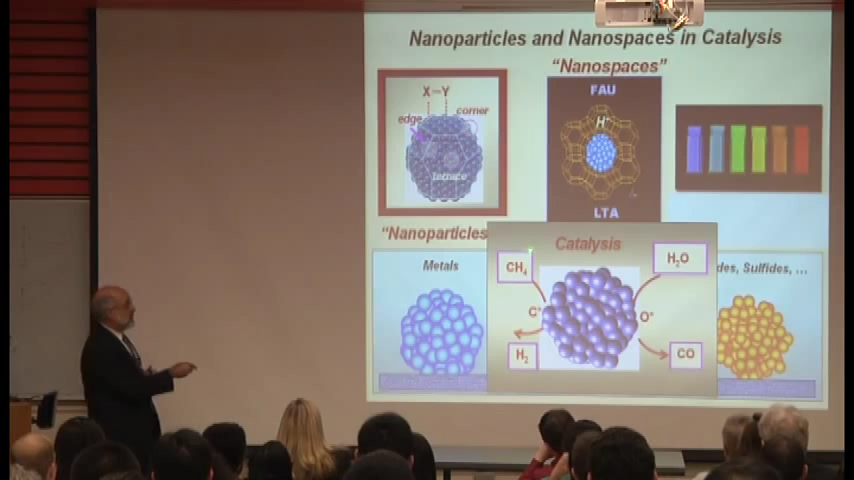 Nanoparticles and Nanospaces in Catalysis
"Nanospaces"
X–Y
corner
edge
terrace
FAU
H⁺
LTA
"Nanoparticles
Metals
Catalysis
CH₄
H₂O
C*
O*
H₂
CO
des, Sulfides, ...